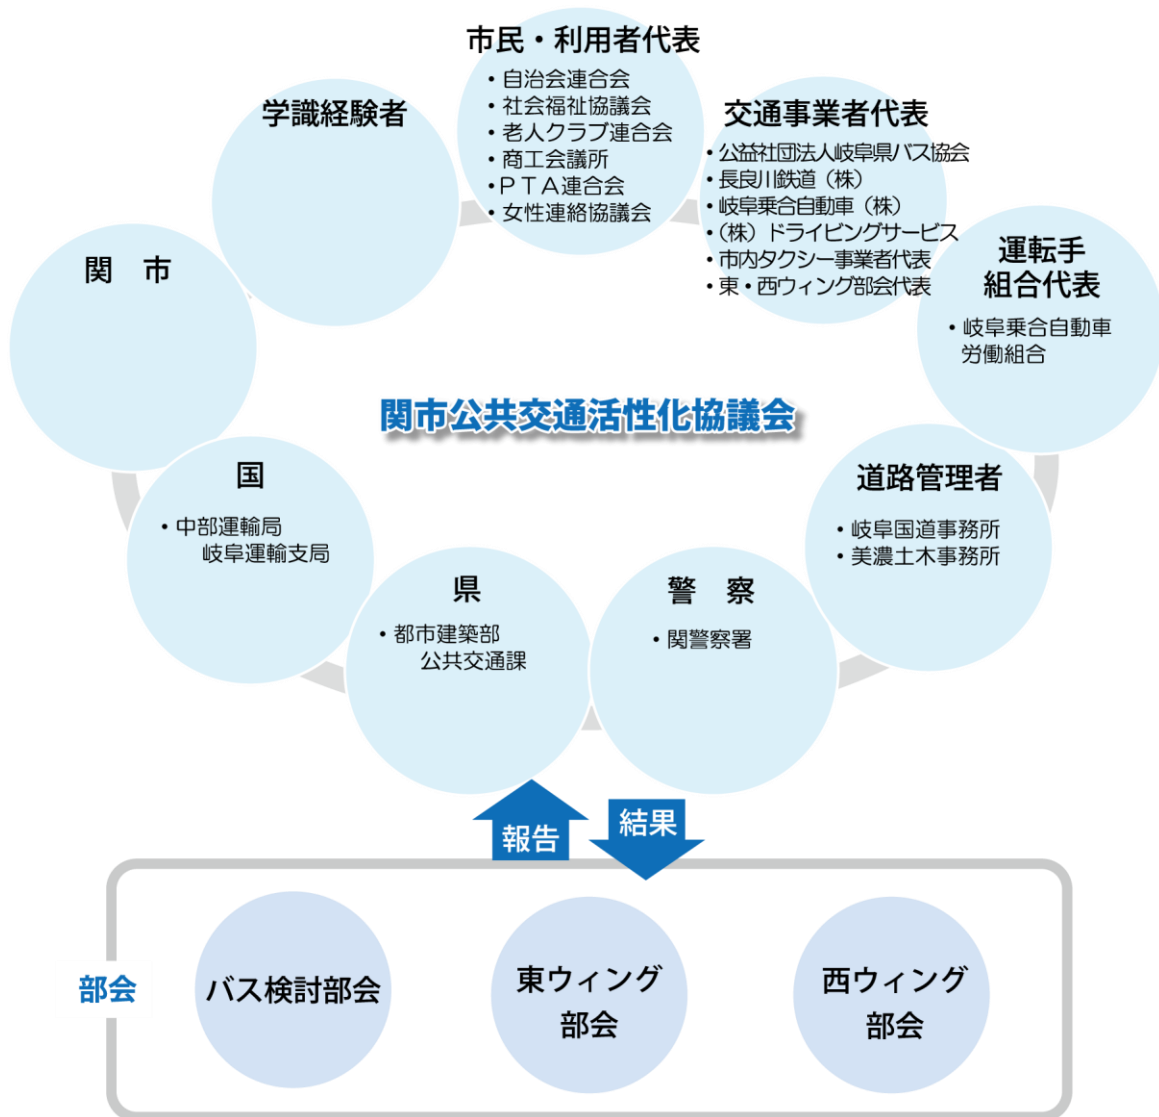 市民・利用者代表
・自治会連合会
・社会福祉協議会
・老人クラブ連合会
・商工会議所
・ＰＴＡ連合会
・女性連絡協議会
交通事業者代表
・公益社団法人岐阜県バス協会
・長良川鉄道（株）
・岐阜乗合自動車（株）
・（株）ドライビングサービス
・市内タクシー事業者代表
・東・西ウィング部会代表
学識経験者
運転手
組合代表
・岐阜乗合自動車
労働組合
関　市
関市公共交通活性化協議会
国
・中部運輸局
岐阜運輸支局
道路管理者
・岐阜国道事務所
・美濃土木事務所
県
・都市建築部
公共交通課
警　察
・関警察署
報告
結果
部会
バス検討部会
東ウィング
部会
西ウィング
部会